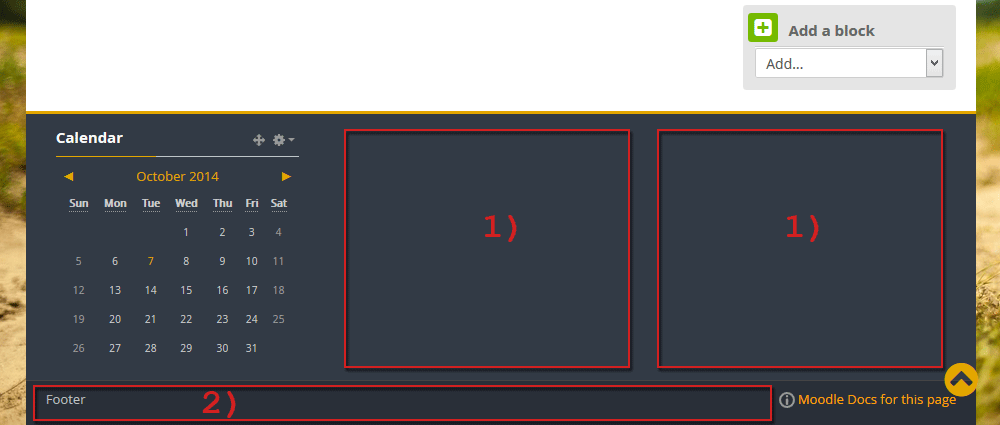 Add a block
Add...
Calendar
October 2014
Sun Mon Tue Wed Thu Fri Sat
1 2 3 4
5 6 7 8 9 10 11
12 13 14 15 16 17 18
19 20 21 22 23 24 25
26 27 28 29 30 31
1)
1)
Footer
2)
Moodle Docs for this page